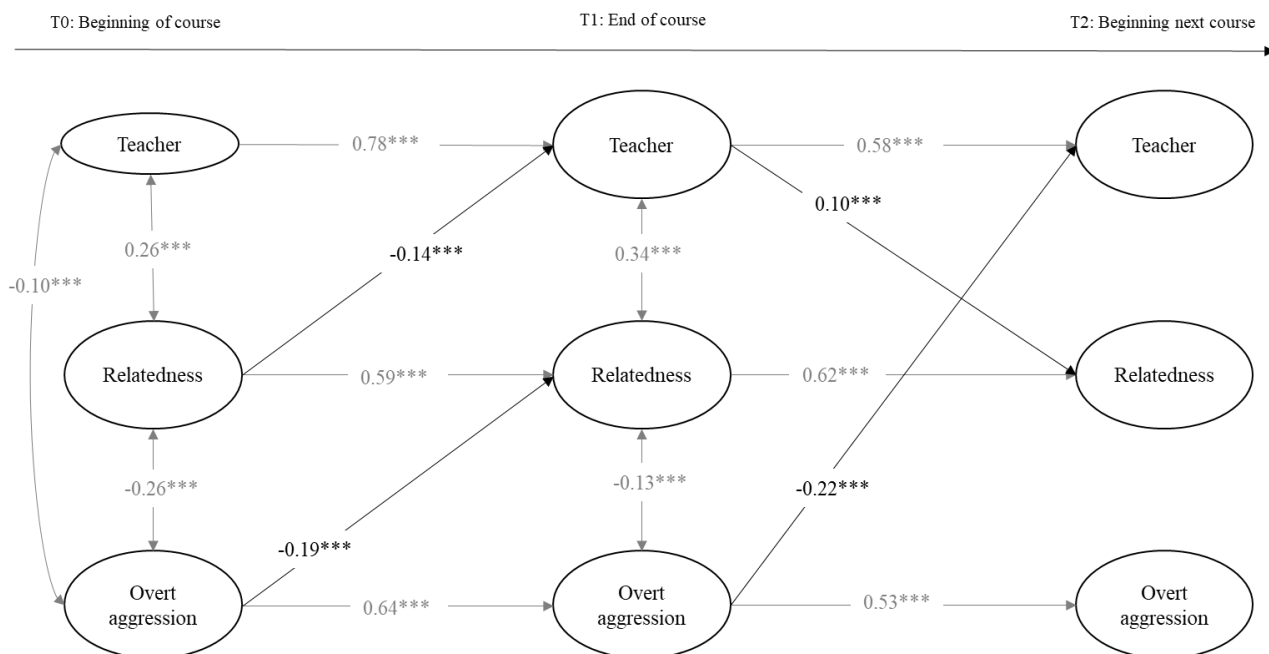 T0: Beginning of course
T1: End of course
T2: Beginning next course
Teacher
0.78***
Teacher
0.58***
Teacher
0.10***
0.26***
-0.14***
0.34***
-0.10***
Relatedness
0.59***
Relatedness
0.62***
Relatedness
-0.26***
-0.13***
-0.22***
-0.19***
Overt
aggression
0.64***
Overt
aggression
0.53***
Overt
aggression